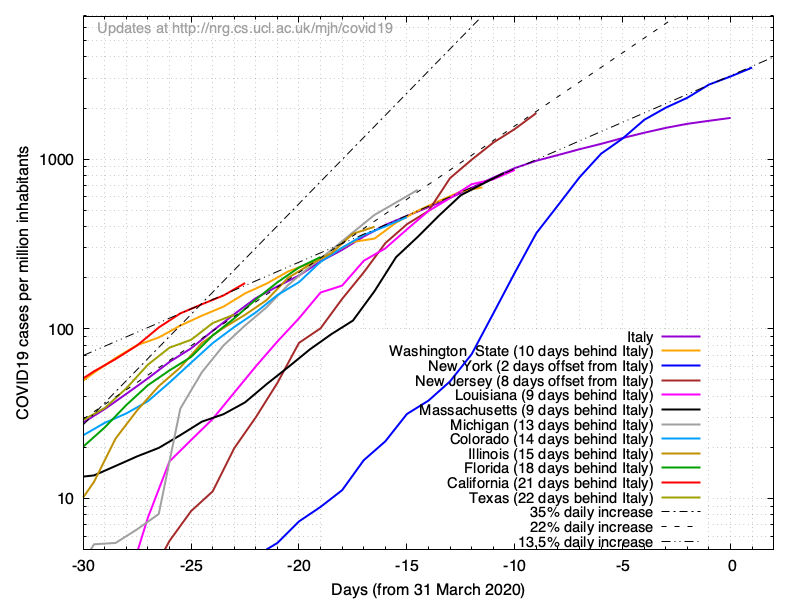 Updates at http://nrg.cs.ucl.ac.uk/mjh/covid19
COVID19 cases per million inhabitants
1000
100
10
Italy
Washington State (10 days behind Italy)
New York (2 days offset from Italy)
New Jersey (8 days offset from Italy)
Louisiana (9 days behind Italy)
Massachusetts (9 days behind Italy)
Michigan (13 days behind Italy)
Colorado (14 days behind Italy)
Illinois (15 days behind Italy)
Florida (18 days behind Italy)
California (21 days behind Italy)
Texas (22 days behind Italy)
35% daily increase
22% daily increase
13.5% daily increase
-30 -25 -20 -15 -10 -5 0
Days (from 31 March 2020)